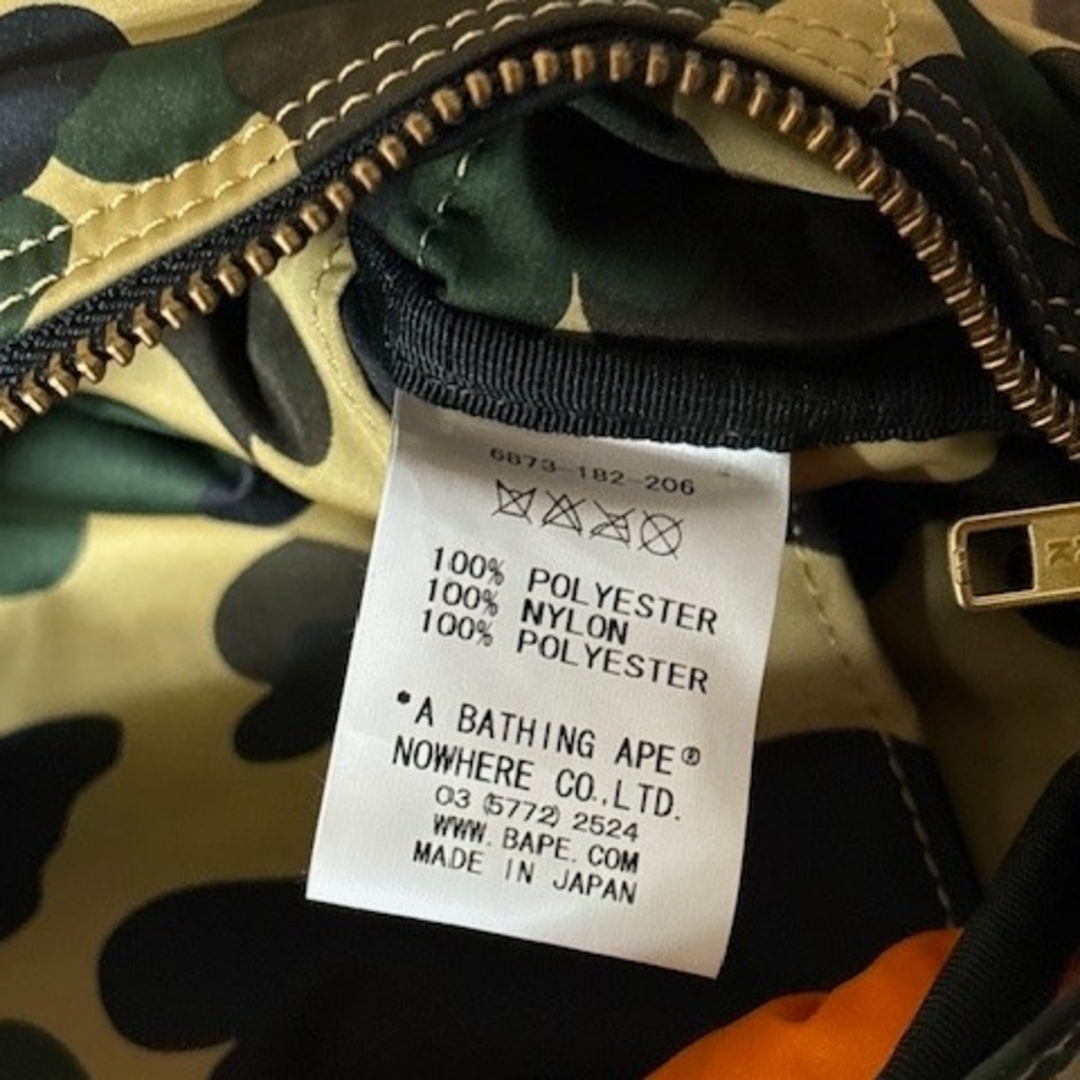 6873-182-206
100% POLYESTER
100% NYLON
100% POLYESTER
•A BATHING APE®
NOWHERE CO.,LTD.
03 (5772) 2524
WWW.BAPE.COM
MADE IN JAPAN